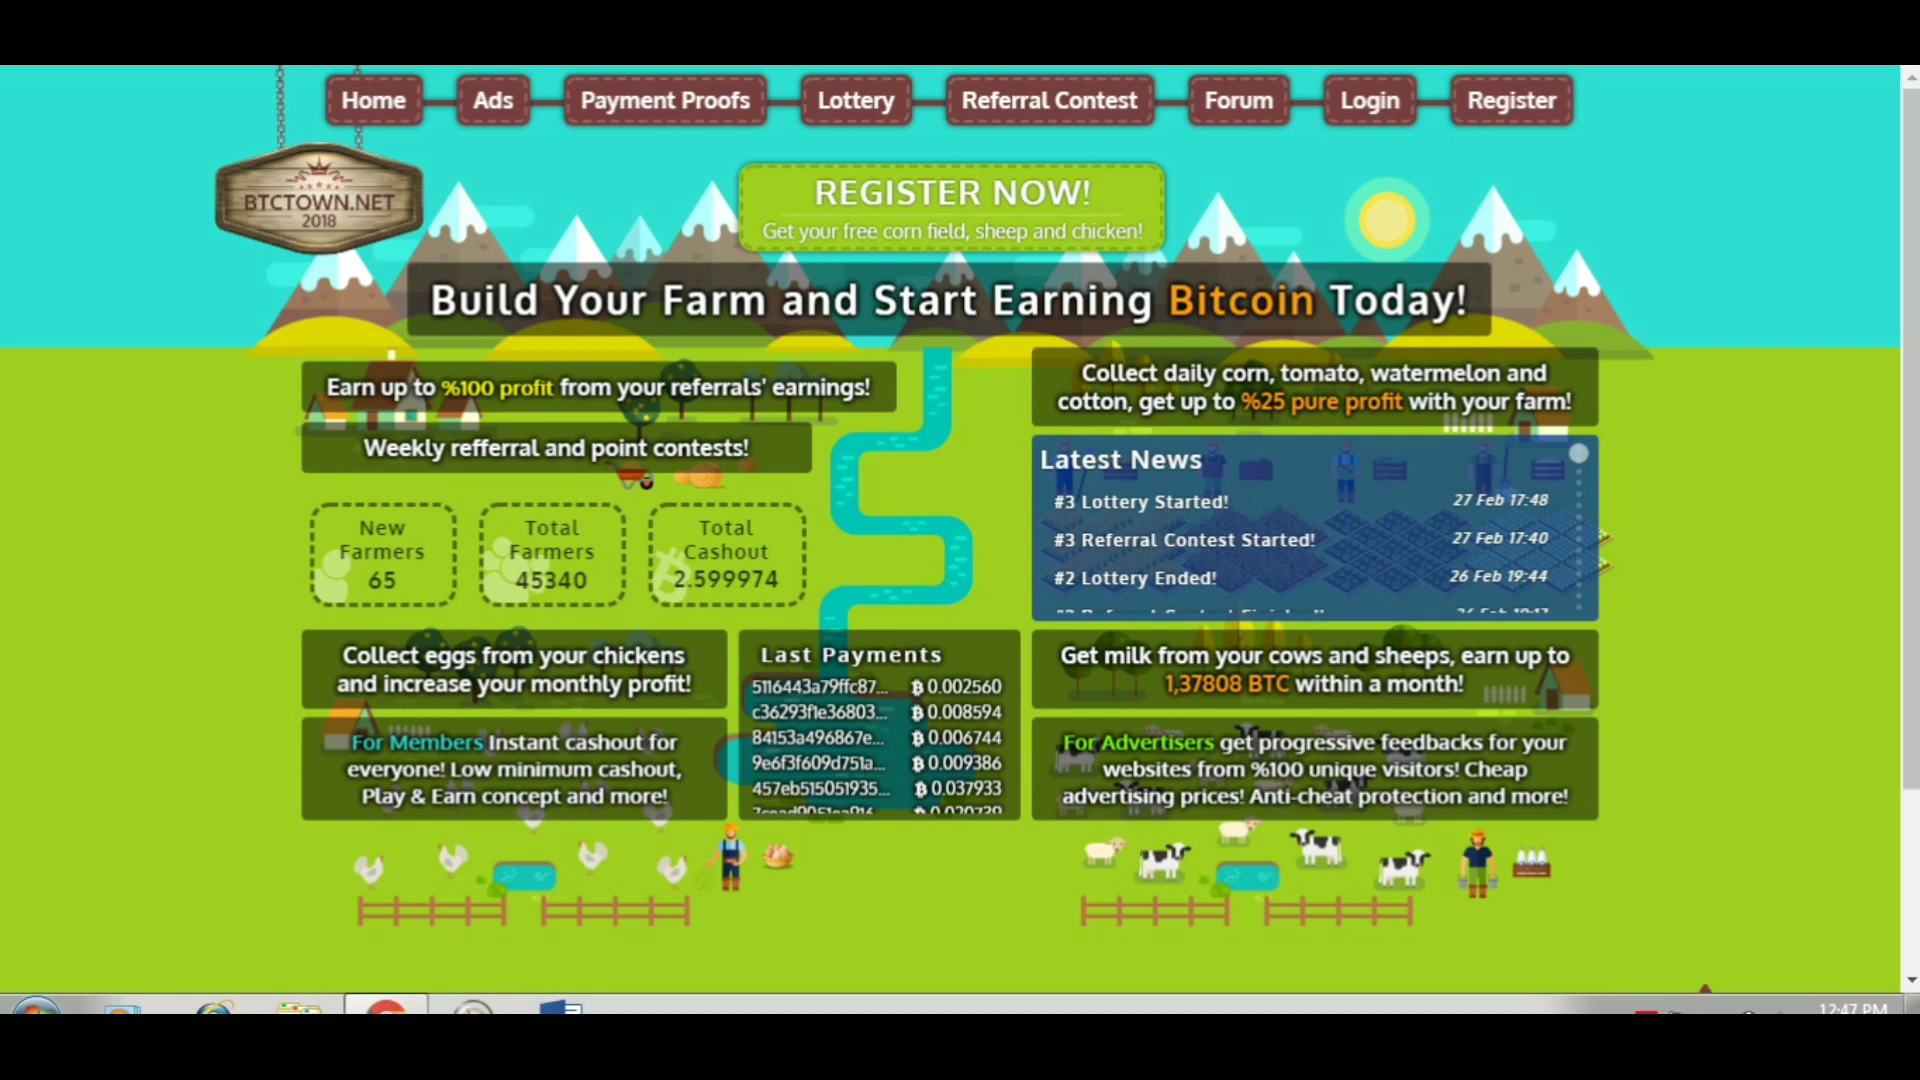 Home
Ads
Payment Proofs
Lottery
Referral Contest
Forum
Login
Register
BTCTOWN.NET
2018
REGISTER NOW!
Get your free corn field, sheep and chicken!
Build Your Farm and Start Earning Bitcoin Today!
Earn up to %100 profit from your referrals' earnings!
Weekly refferral and point contests!
Collect daily corn, tomato, watermelon and
cotton, get up to %25 pure profit with your farm!
New
Farmers
65
Total
Farmers
45340
Total
Cashout
2.599974
Latest News
#3 Lottery Started! 27 Feb 17:48
#3 Referral Contest Started! 27 Feb 17:40
#2 Lottery Ended! 26 Feb 19:44
Collect eggs from your chickens
and increase your monthly profit!
For Members Instant cashout for
everyone! Low minimum cashout,
Play & Earn concept and more!
Last Payments
5116443a79ffc87... ₿ 0.002560
c36293f1e36803... ₿ 0.008594
84153a496867e... ₿ 0.006744
9e6f3f609d751a... ₿ 0.009386
457eb515051935... ₿ 0.037933
Get milk from your cows and sheeps, earn up to
1,37808 BTC within a month!
For Advertisers get progressive feedbacks for your
websites from %100 unique visitors! Cheap
advertising prices! Anti-cheat protection and more!
12:47 PM